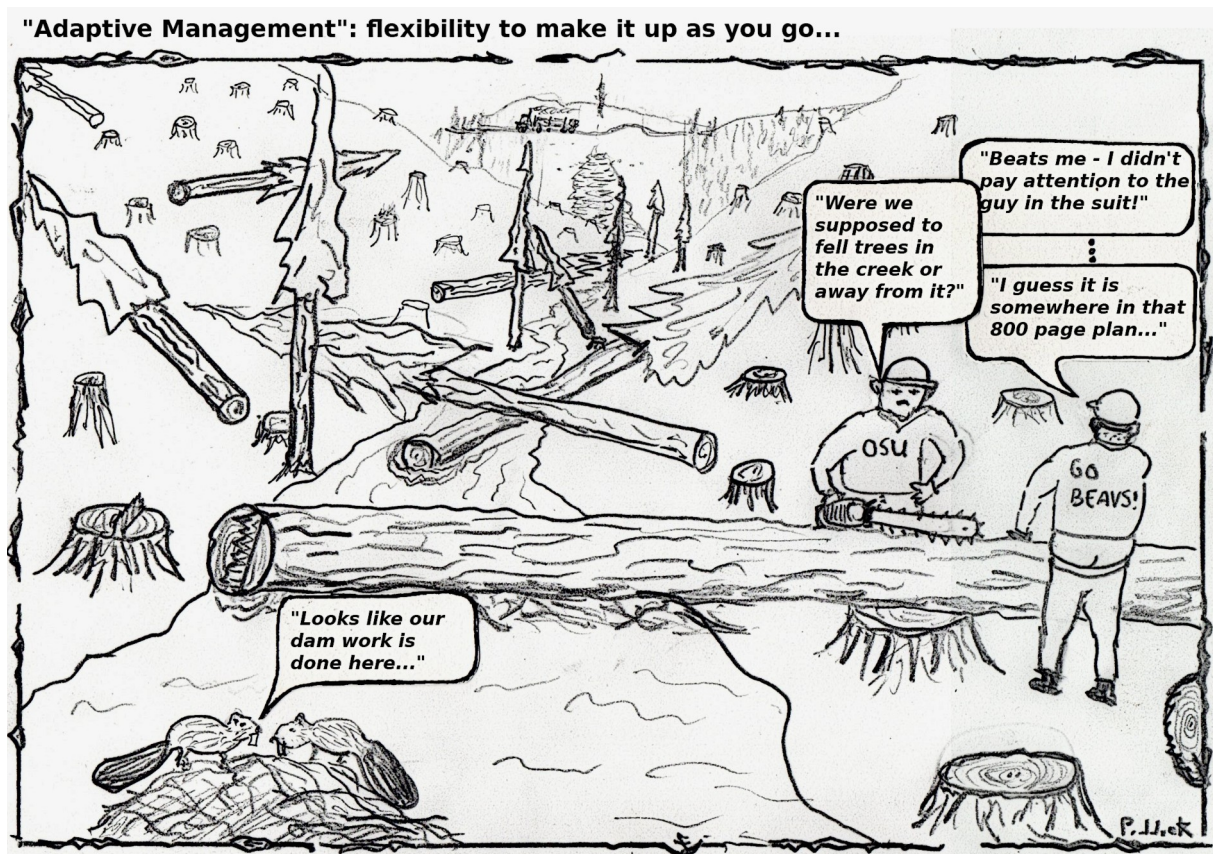 "Adaptive Management": flexibility to make it up as you go...
"Were we
supposed to
fell trees in
the creek or
away from it?"
"Beats me - I didn't
pay attention to the
guy in the suit!"
"I guess it is
somewhere in that
800 page plan..."
OSU
GO
BEAVS!
"Looks like our
dam work is
done here..."